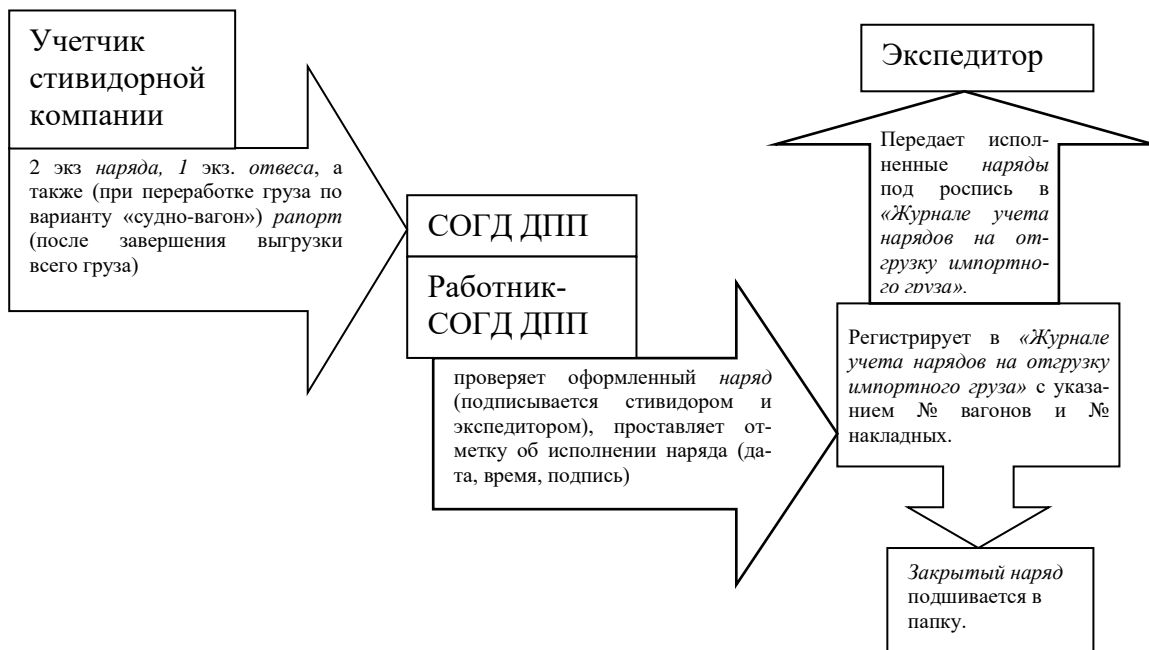 Учетчик
стивидорной
компании
2 экз наряда, 1 экз. отвеса, а
также (при переработке груза по
варианту «судно-вагон») рапорт
(после завершения выгрузки
всего груза)
СОГД ДПП
Работник-
СОГД ДПП
проверяет оформленный наряд
(подписывается стивидором и
экспедитором), проставляет от-
метку об исполнении наряда (да-
та, время, подпись)
Экспедитор
Передает испол-
ненные наряды
под роспись в
«Журнале учета
нарядов на от-
грузку импортно-
го груза».
Регистрирует в «Журнале
учета нарядов на отгрузку
импортного груза» с указа-
нием № вагонов и №
накладных.
Закрытый наряд
подшивается в
папку.